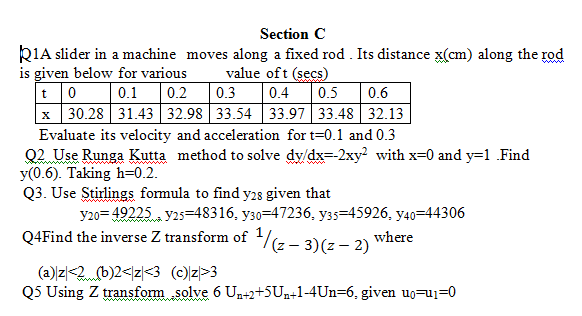 Section C
Q1A slider in a machine moves along a fixed rod . Its distance x(cm) along the rod
is given below for various value of t (secs)
t 0 0.1 0.2 0.3 0.4 0.5 0.6
x 30.28 31.43 32.98 33.54 33.97 33.48 32.13
Evaluate its velocity and acceleration for t=0.1 and 0.3
Q2 Use Runga Kutta method to solve dy/dx=-2xy² with x=0 and y=1 .Find
y(0.6). Taking h=0.2.
Q3. Use Stirlings formula to find y₂₈ given that
y₂₀= 49225 , y₂₅=48316, y₃₀=47236, y₃₅=45926, y₄₀=44306
Q4Find the inverse Z transform of 1/(z − 3)(z − 2) where
(a)|z|<2 (b)2<|z|<3 (c)|z|>3
Q5 Using Z transform ,solve 6 Uₙ₊₂+5Uₙ₊1-4Un=6, given u₀=u₁=0